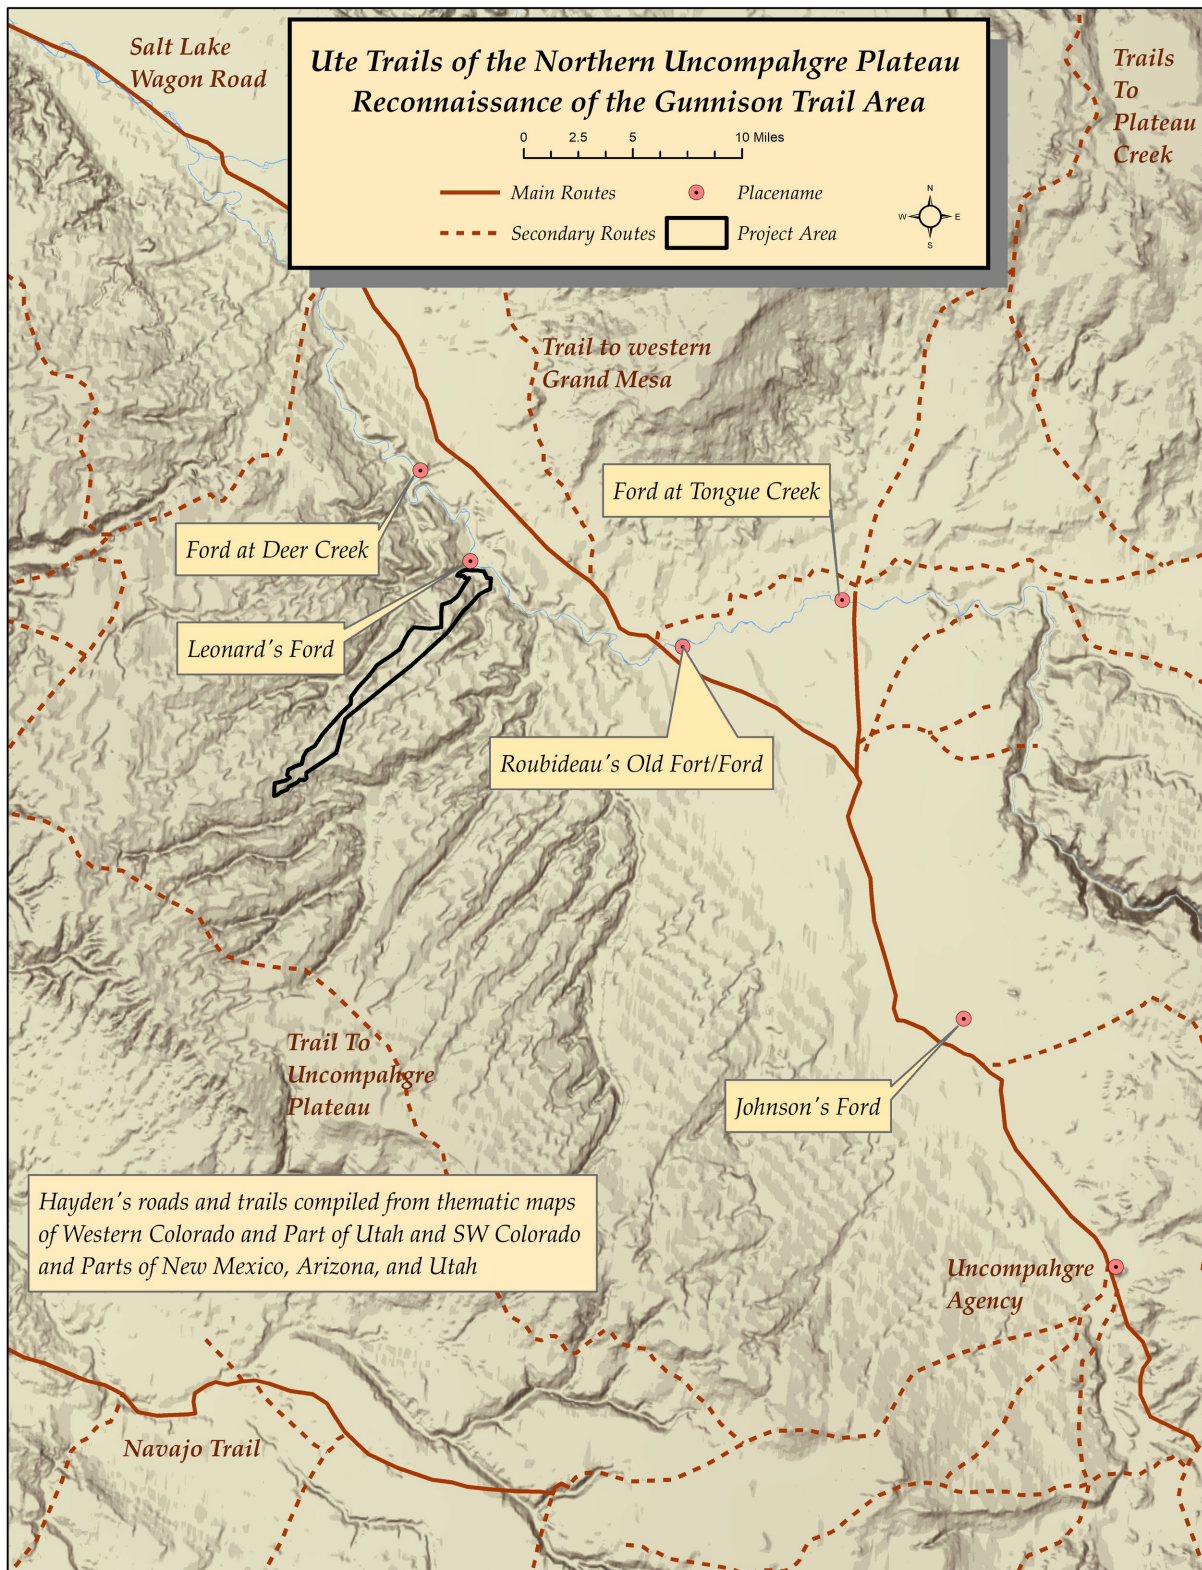 Ute Trails of the Northern Uncompahgre Plateau
Reconnaissance of the Gunnison Trail Area
0 2.5 5 10 Miles
Main Routes
Placename
Secondary Routes
Project Area
N
W E
S
Salt Lake
Wagon Road
Trails
To
Plateau
Creek
Trail to western
Grand Mesa
Ford at Tongue Creek
Ford at Deer Creek
Leonard's Ford
Roubideau's Old Fort/Ford
Trail To
Uncompahgre
Plateau
Johnson's Ford
Hayden's roads and trails compiled from thematic maps
of Western Colorado and Part of Utah and SW Colorado
and Parts of New Mexico, Arizona, and Utah
Uncompahgre
Agency
Navajo Trail